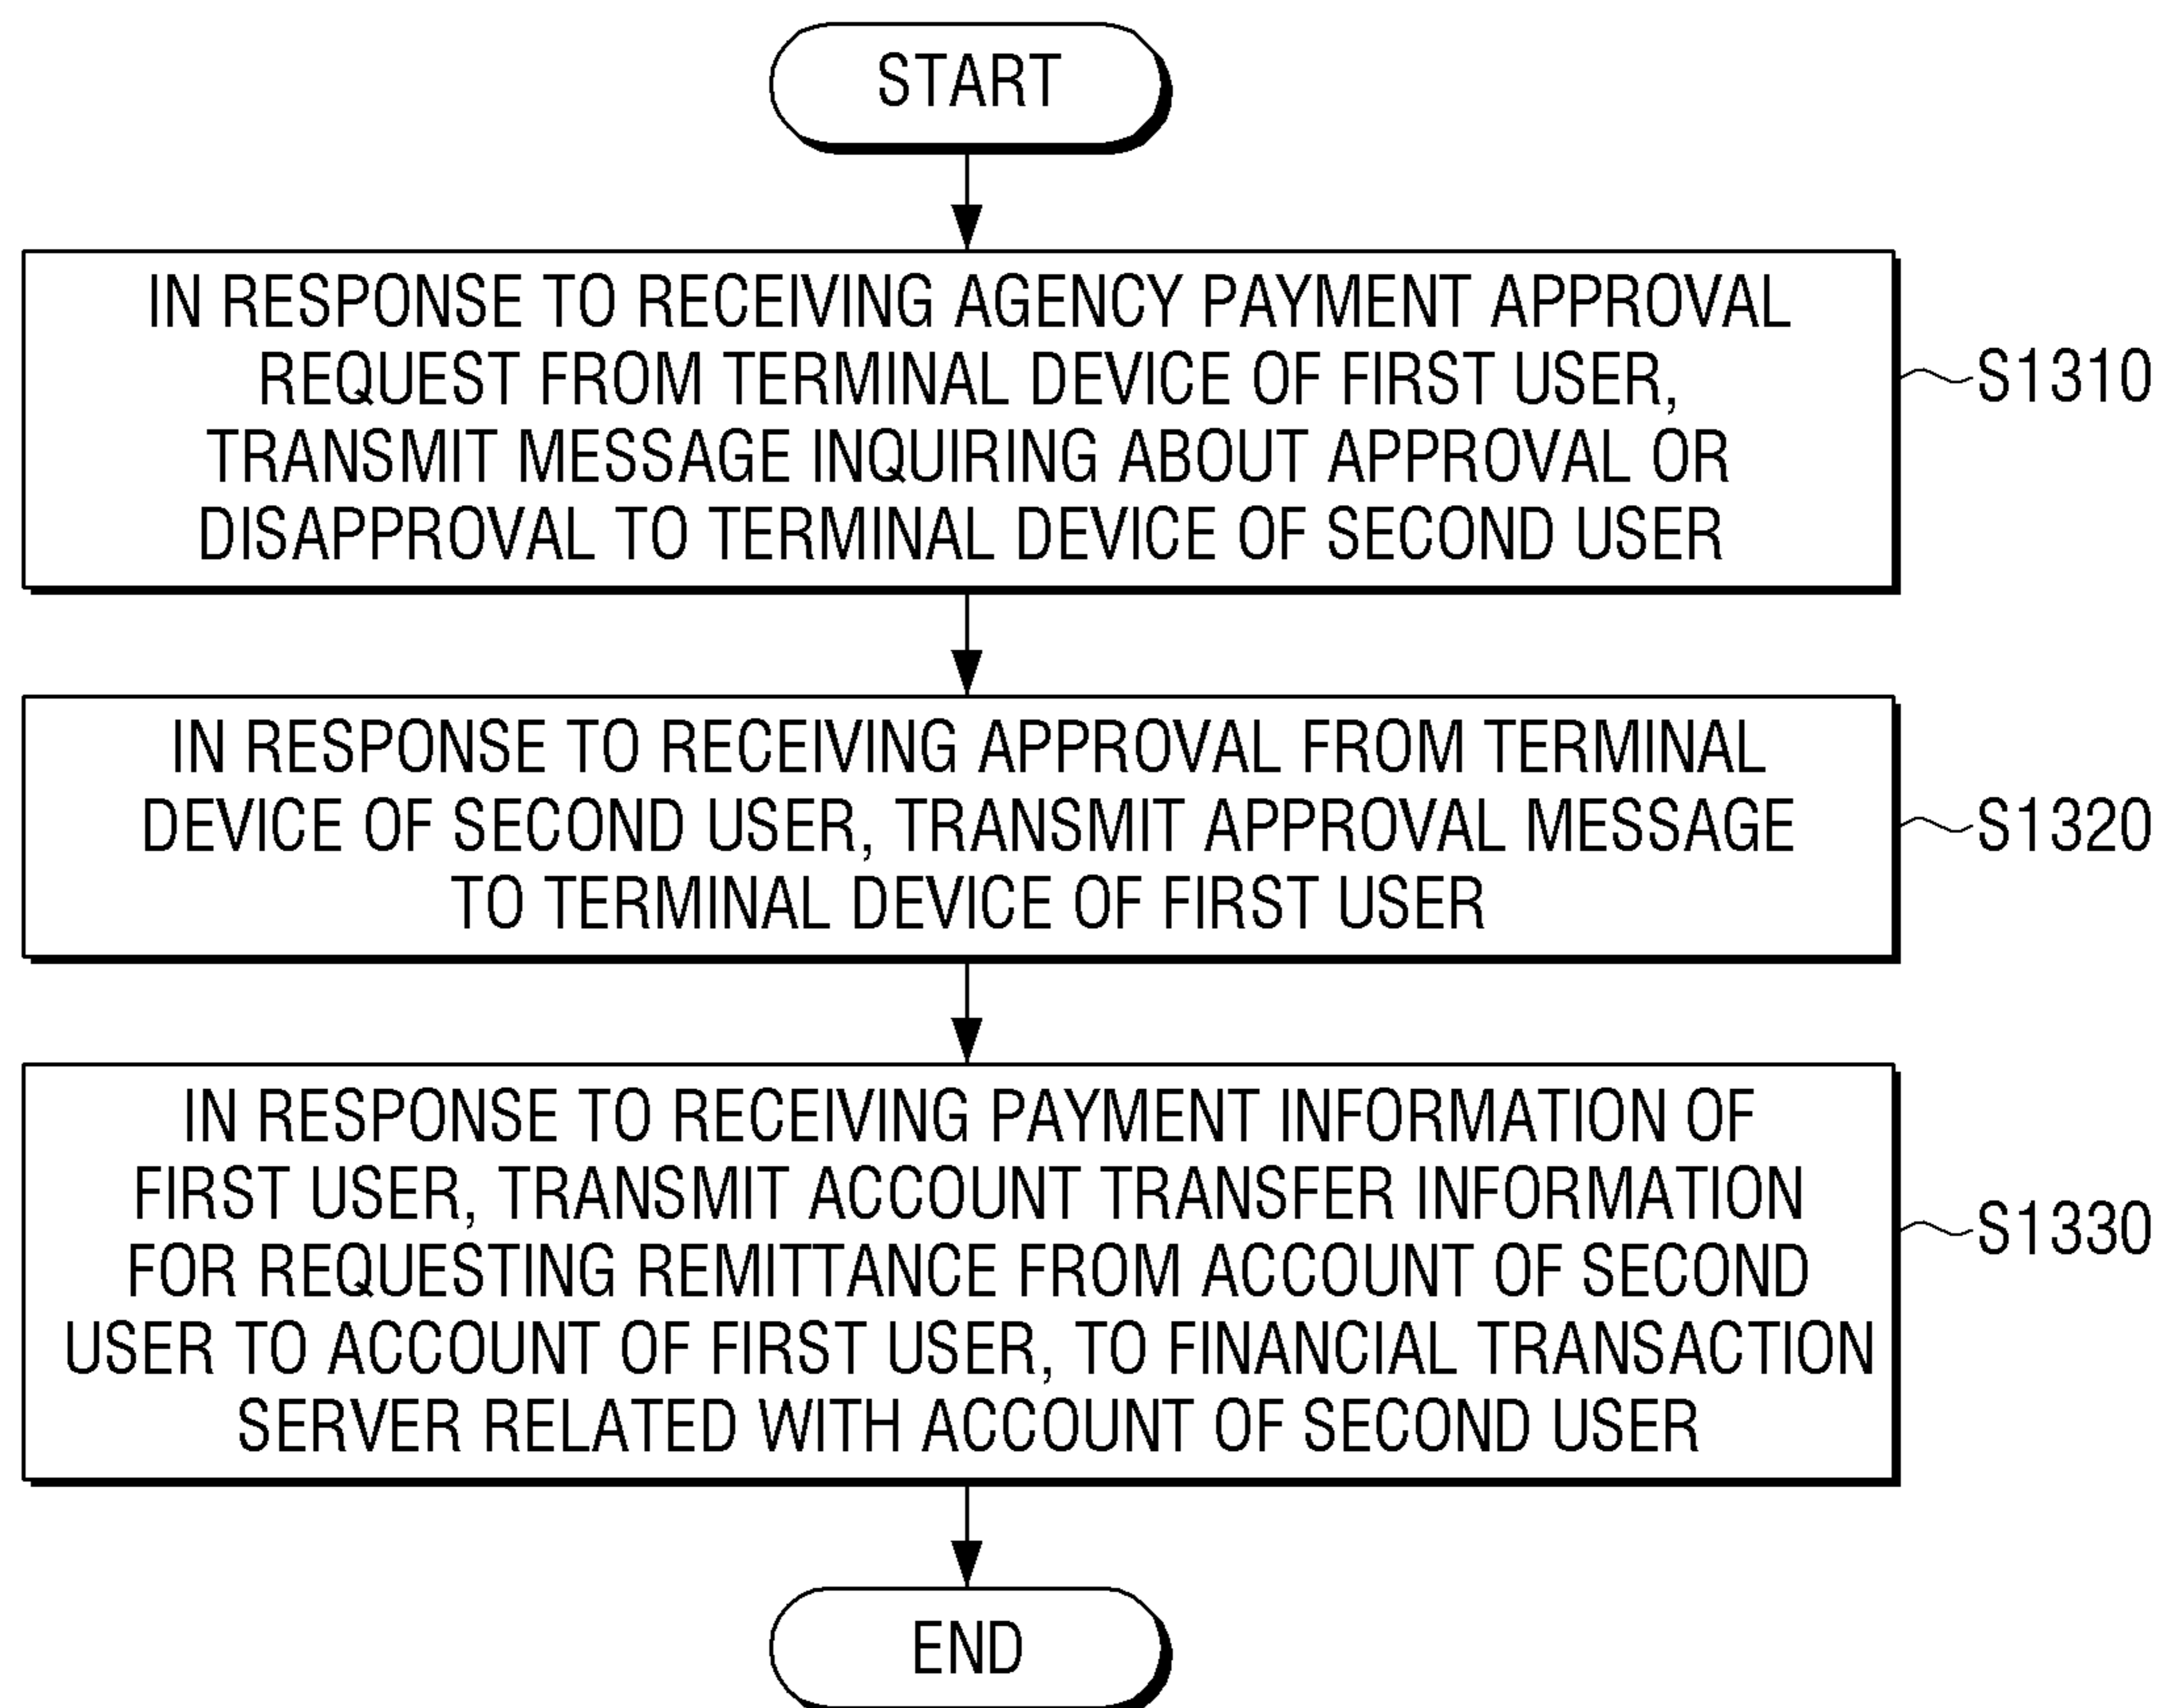 START
IN RESPONSE TO RECEIVING AGENCY PAYMENT APPROVAL
REQUEST FROM TERMINAL DEVICE OF FIRST USER,
TRANSMIT MESSAGE INQUIRING ABOUT APPROVAL OR
DISAPPROVAL TO TERMINAL DEVICE OF SECOND USER
S1310
IN RESPONSE TO RECEIVING APPROVAL FROM TERMINAL
DEVICE OF SECOND USER, TRANSMIT APPROVAL MESSAGE
TO TERMINAL DEVICE OF FIRST USER
S1320
IN RESPONSE TO RECEIVING PAYMENT INFORMATION OF
FIRST USER, TRANSMIT ACCOUNT TRANSFER INFORMATION
FOR REQUESTING REMITTANCE FROM ACCOUNT OF SECOND
USER TO ACCOUNT OF FIRST USER, TO FINANCIAL TRANSACTION
SERVER RELATED WITH ACCOUNT OF SECOND USER
S1330
END